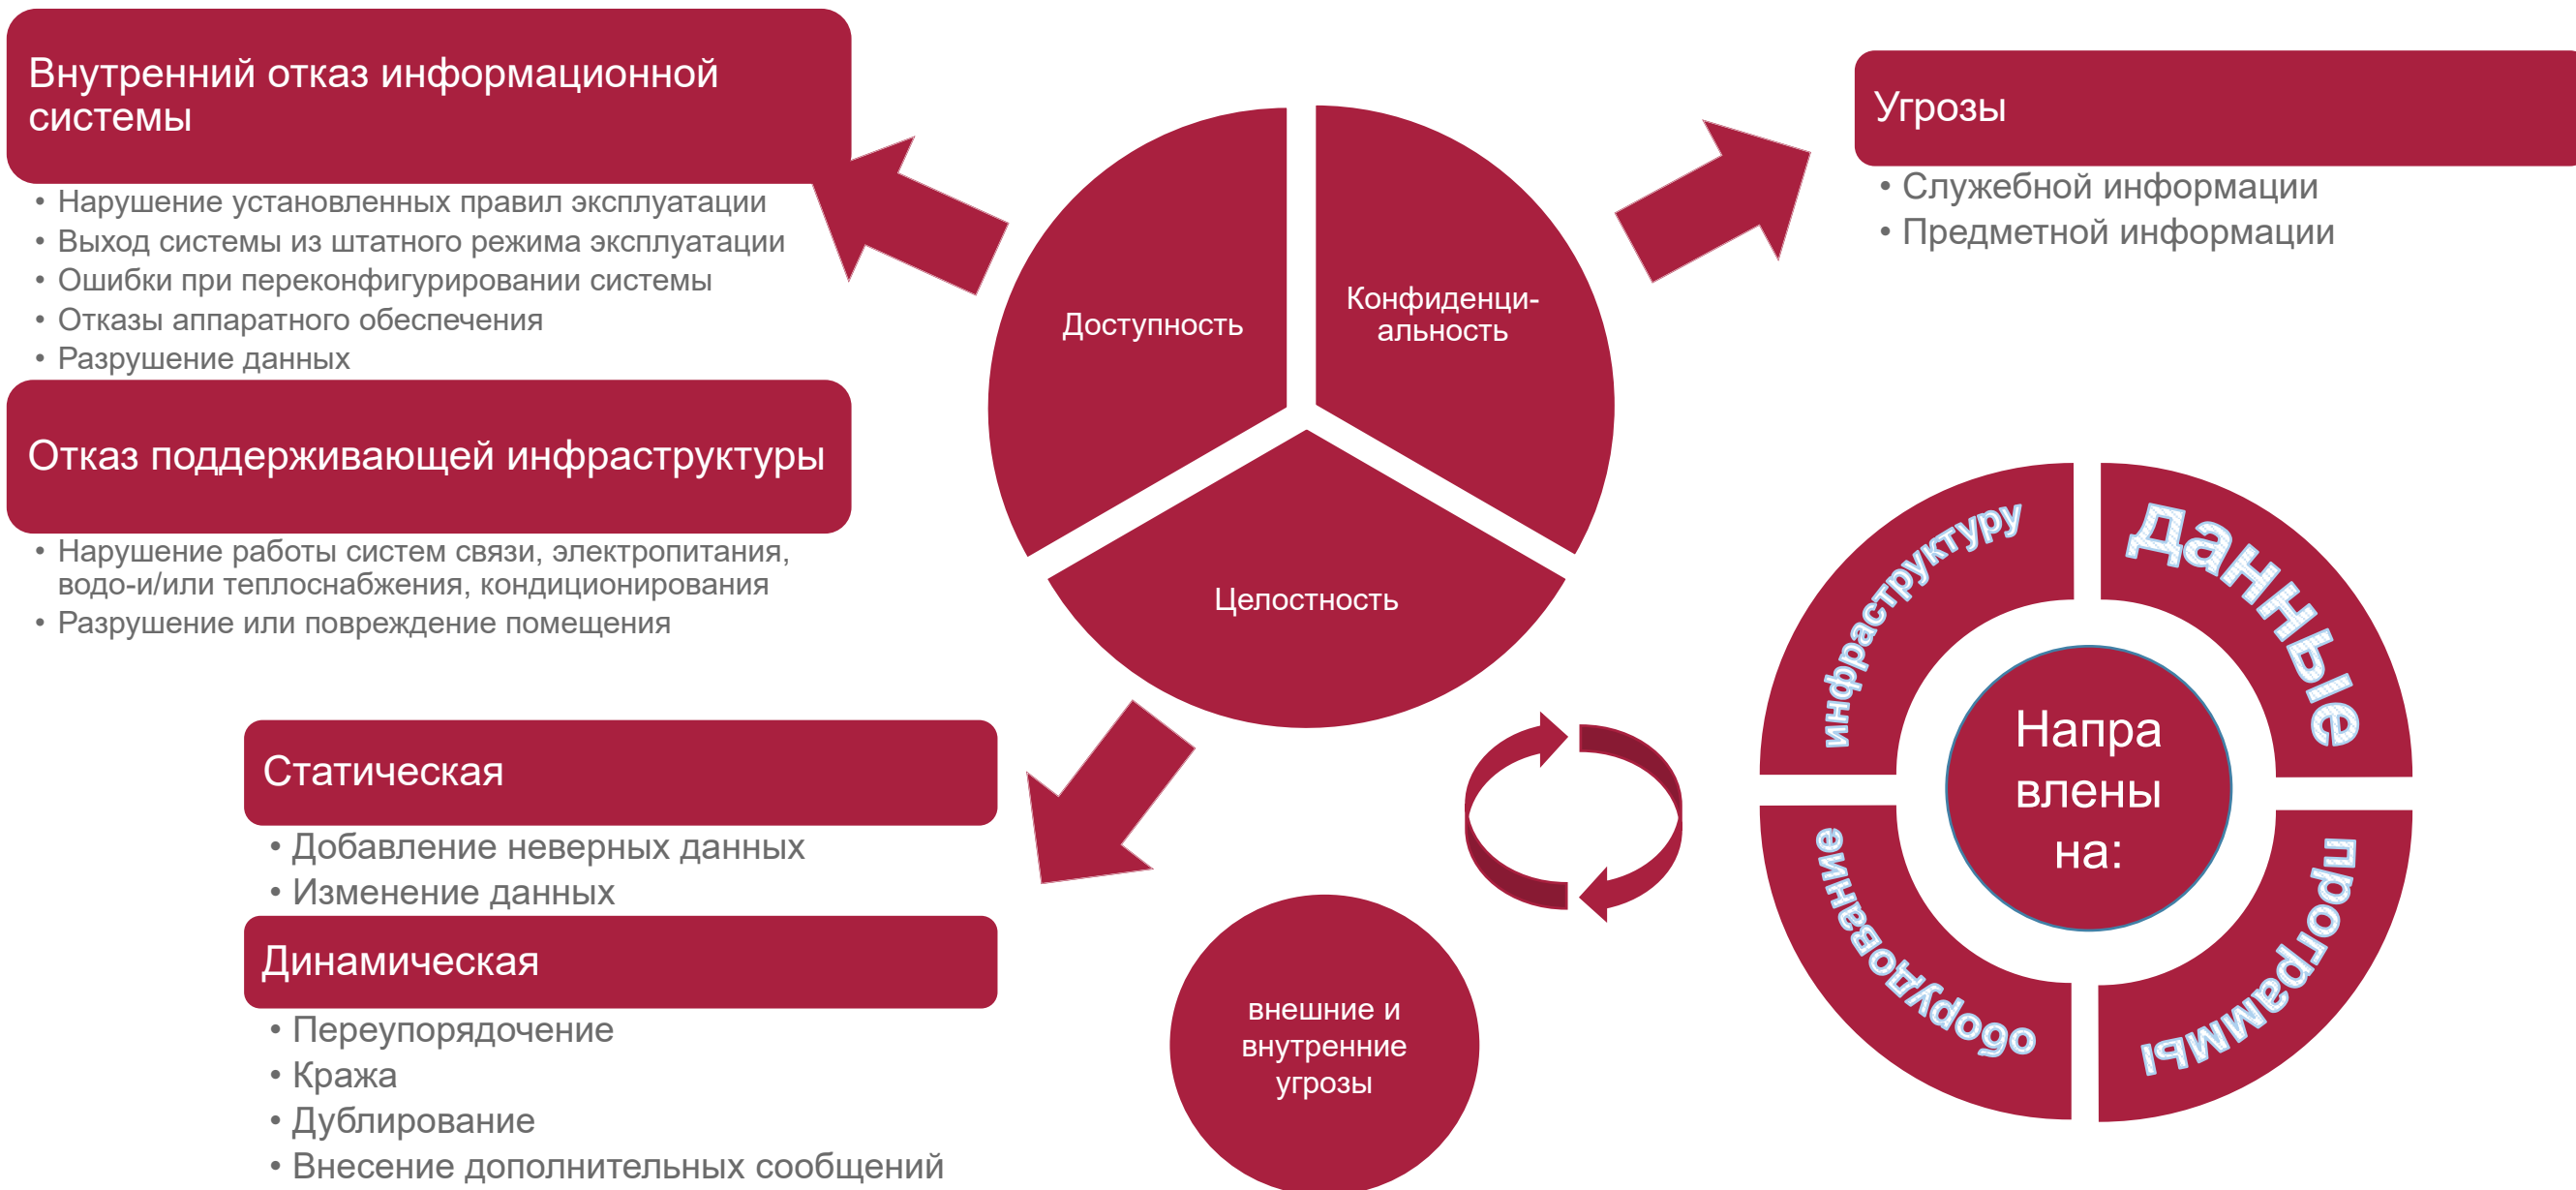 Внутренний отказ информационной
системы
• Нарушение установленных правил эксплуатации
• Выход системы из штатного режима эксплуатации
• Ошибки при переконфигурировании системы
• Отказы аппаратного обеспечения
• Разрушение данных
Отказ поддерживающей инфраструктуры
• Нарушение работы систем связи, электропитания,
водо-и/или теплоснабжения, кондиционирования
• Разрушение или повреждение помещения
Доступность
Конфиденци-
альность
Целостность
Угрозы
• Служебной информации
• Предметной информации
Статическая
• Добавление неверных данных
• Изменение данных
Динамическая
• Переупорядочение
• Кража
• Дублирование
• Внесение дополнительных сообщений
внешние и
внутренние
угрозы
инфраструктуру
Данные
программы
оборудование
Напра
влены
на: